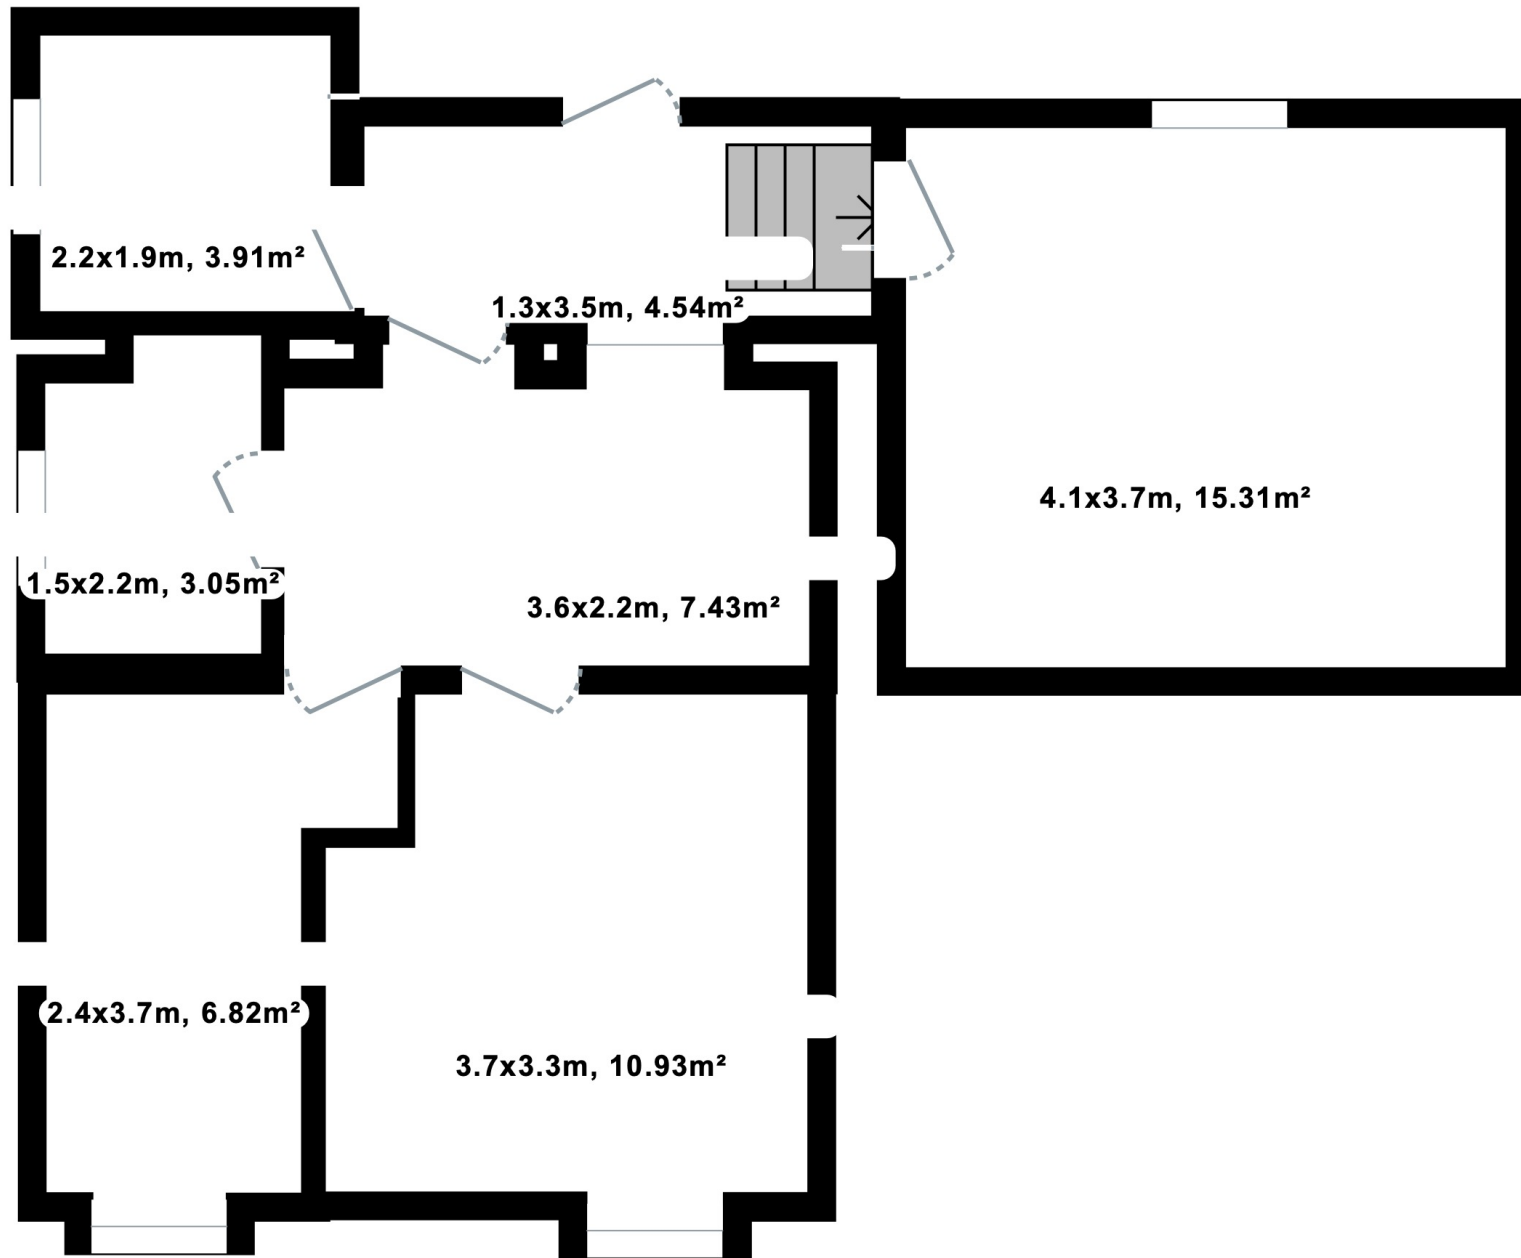 2.2x1.9m, 3.91m²
1.3x3.5m, 4.54m²
4.1x3.7m, 15.31m²
1.5x2.2m, 3.05m²
3.6x2.2m, 7.43m²
2.4x3.7m, 6.82m²
3.7x3.3m, 10.93m²